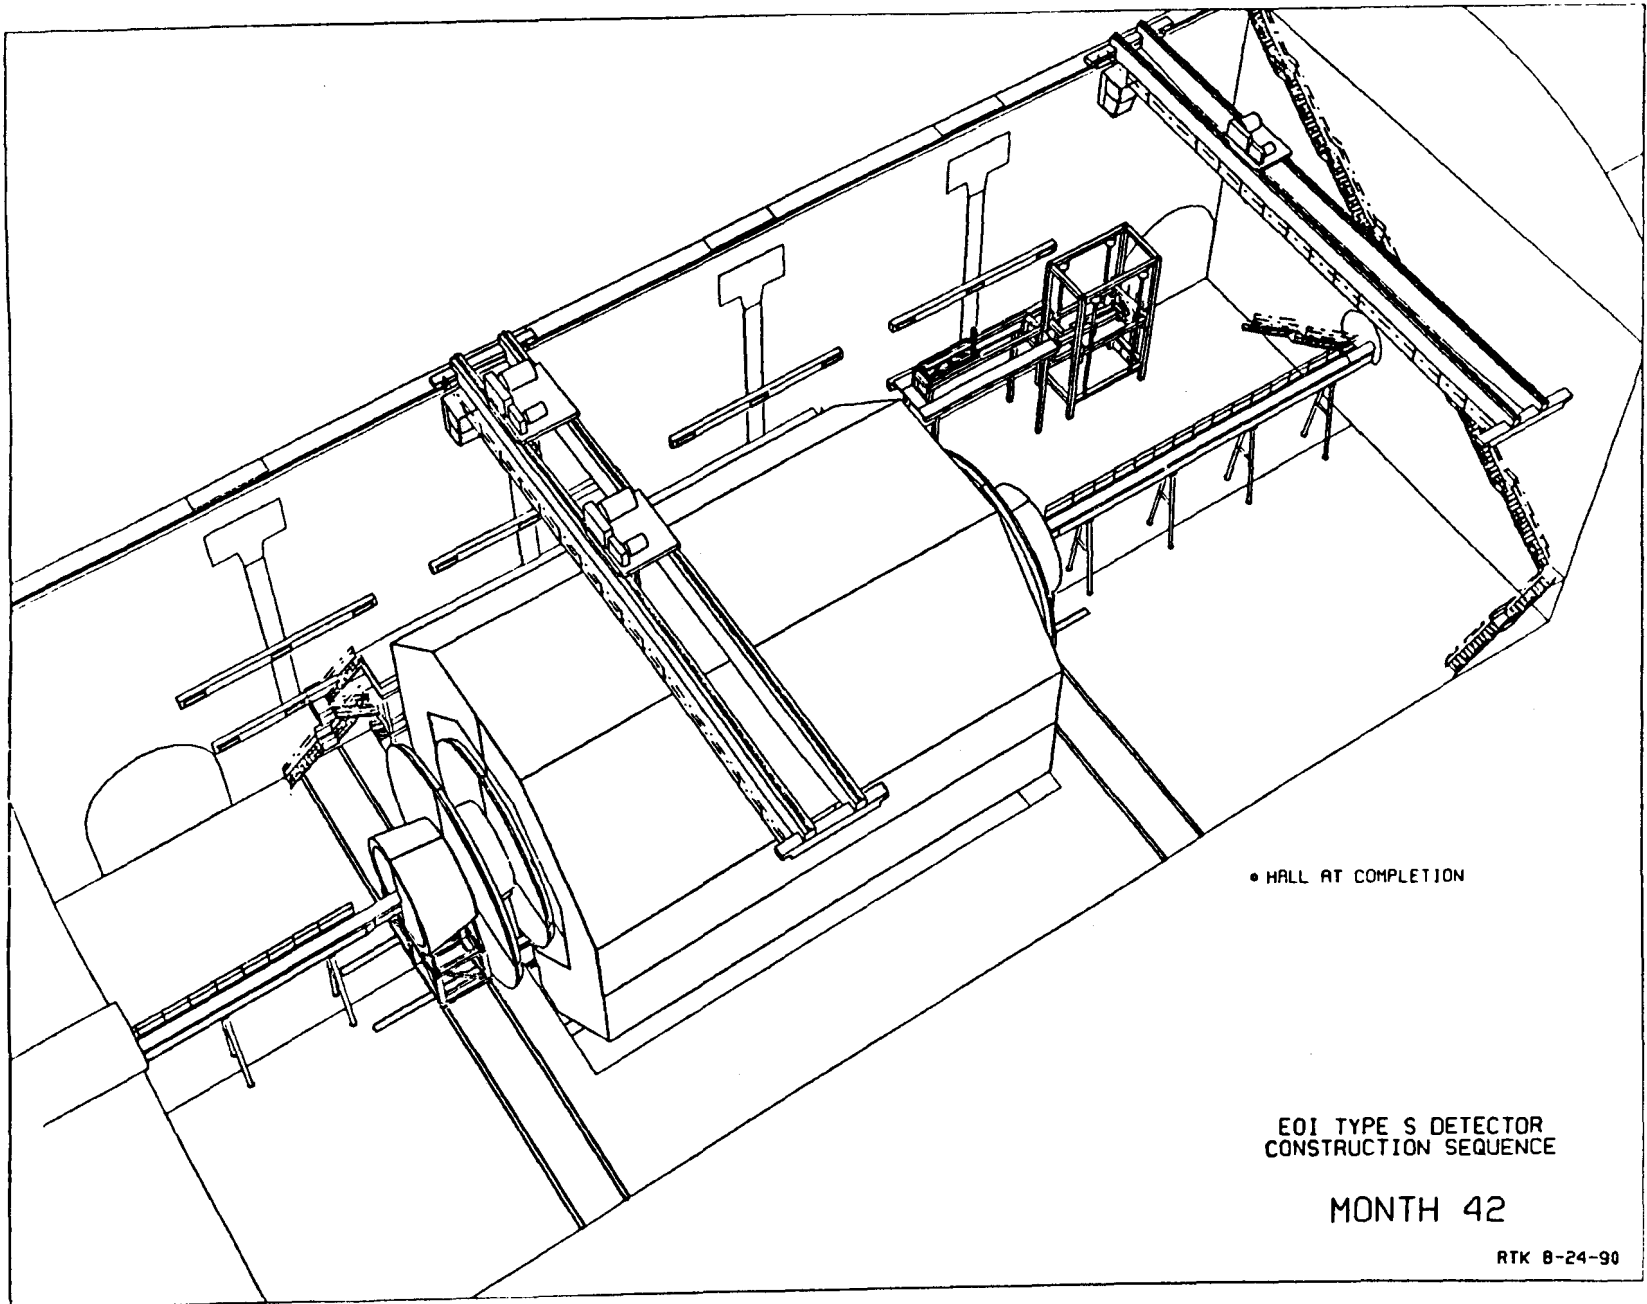 • HALL AT COMPLETION
EOI TYPE S DETECTOR
CONSTRUCTION SEQUENCE
MONTH 42
RTK 8-24-90